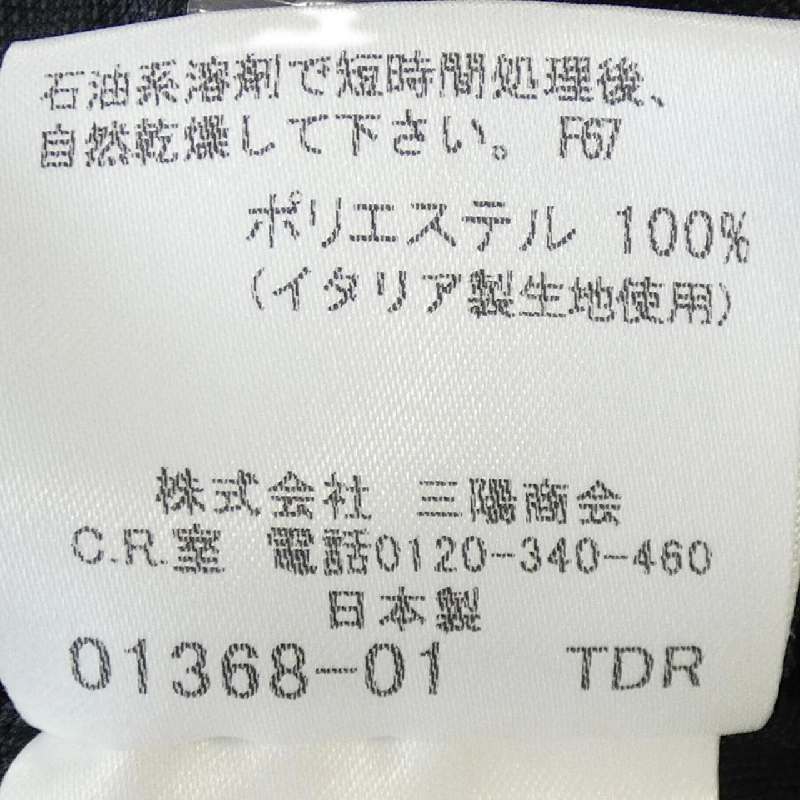 石油系溶剤で短時間処理後、
自然乾燥して下さい。 F67
ポリエステル 100%
(イタリア製生地使用)
株式会社 三陽商会
C.R.室 電話0120-340-460
日本製
01368-01 TDR